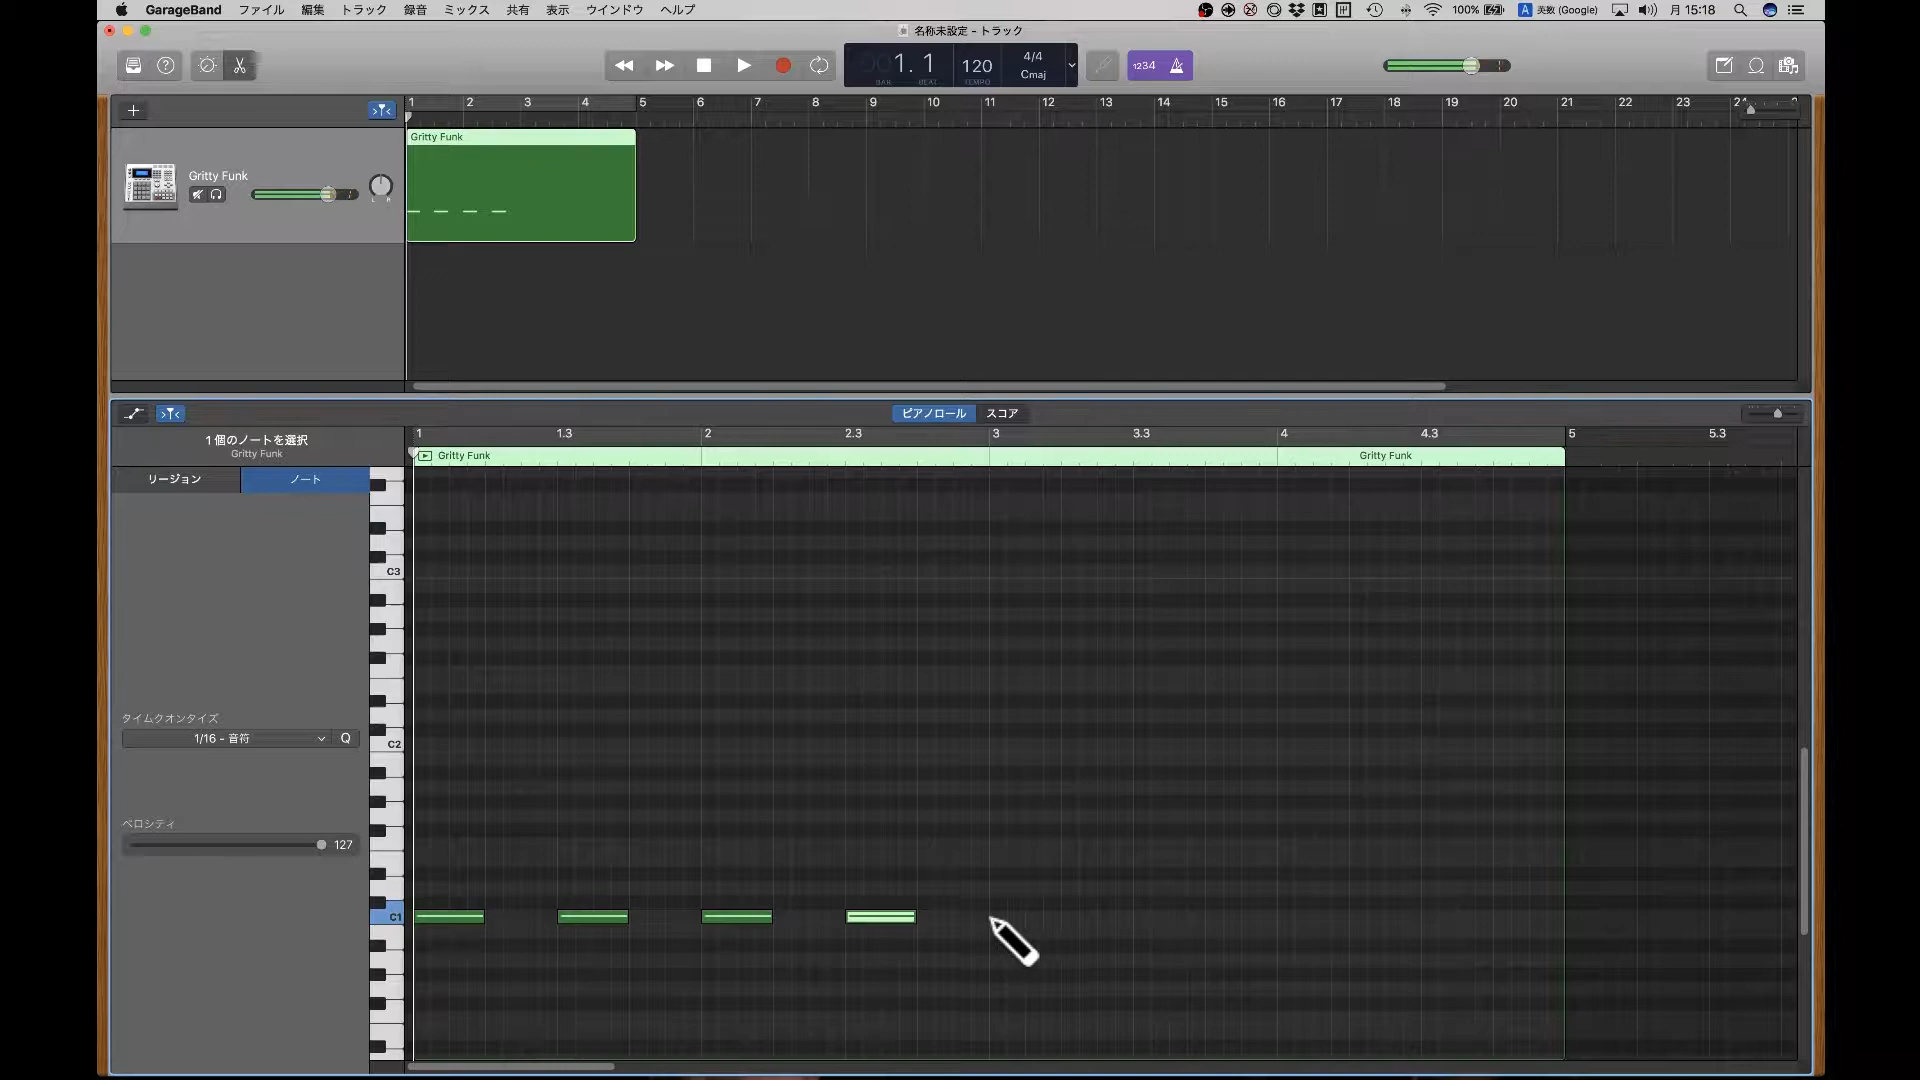 GarageBand ファイル 編集 トラック 録音 ミックス 共有 表示 ウインドウ ヘルプ 100% A 英数 (Google) 月 15:18
名称未設定 - トラック
1. 1 120 4/4 Cmaj 1234
BAR BEAT TEMPO
1 2 3 4 5 6 7 8 9 10 11 12 13 14 15 16 17 18 19 20 21 22 23 24
Gritty Funk
Gritty Funk
L R
ピアノロール スコア
1個のノートを選択
Gritty Funk
1 1.3 2 2.3 3 3.3 4 4.3 5 5.3
Gritty Funk Gritty Funk
リージョン ノート
C3
タイムクオンタイズ
1/16 - 音符 Q
C2
ベロシティ
127
C1